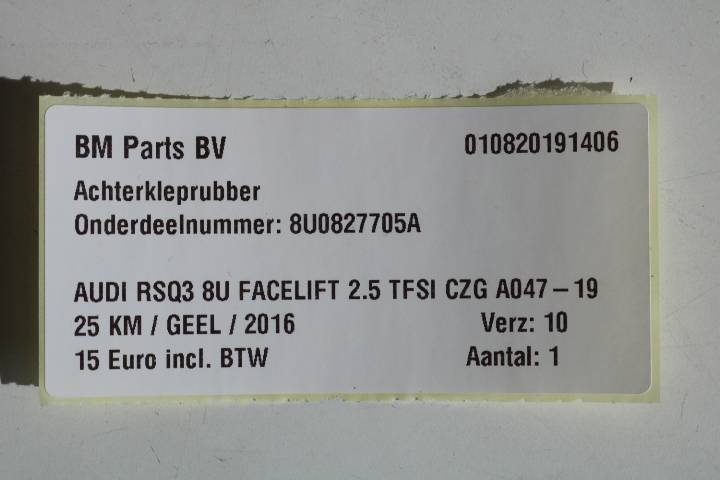 BM Parts BV 010820191406
Achterkleprubber
Onderdeelnummer: 8U0827705A
AUDI RSQ3 8U FACELIFT 2.5 TFSI CZG A047-19
25 KM / GEEL / 2016 Verz: 10
15 Euro incl. BTW Aantal: 1